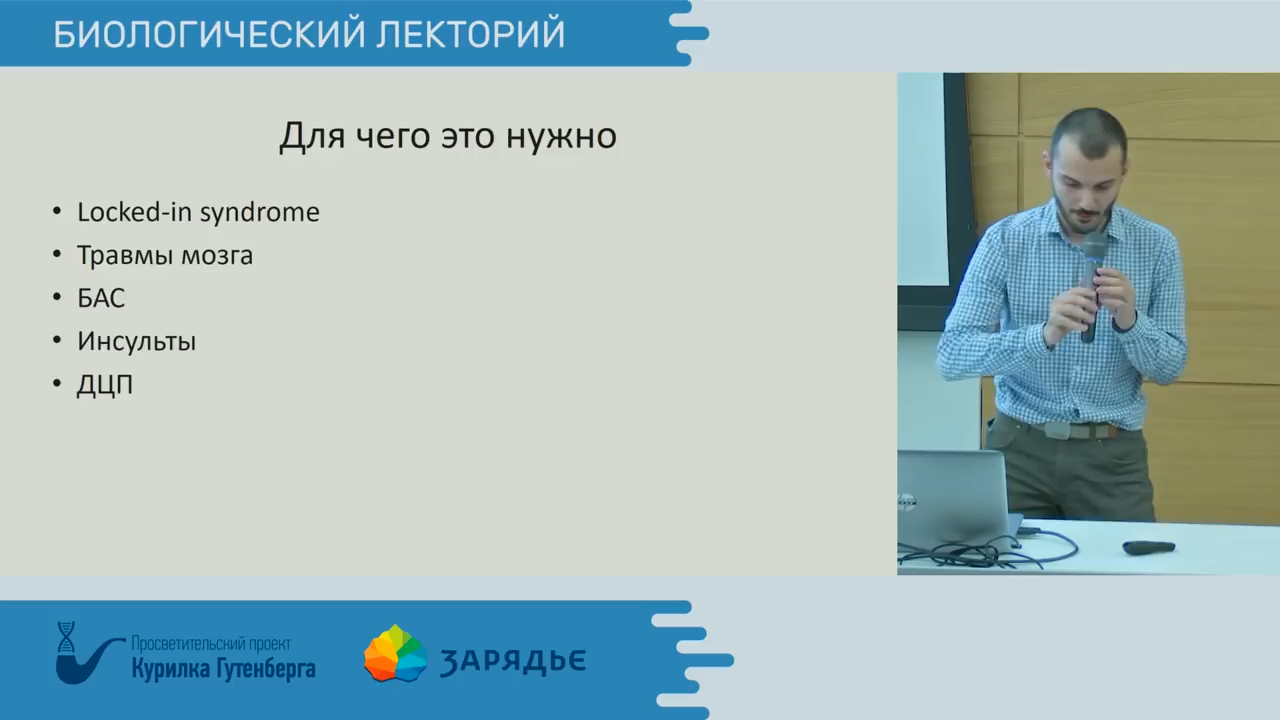 БИОЛОГИЧЕСКИЙ ЛЕКТОРИЙ
Для чего это нужно
• Locked-in syndrome
• Травмы мозга
• БАС
• Инсульты
• ДЦП
Просветительский проект
Курилка Гутенберга
ЗАРЯДЬЕ